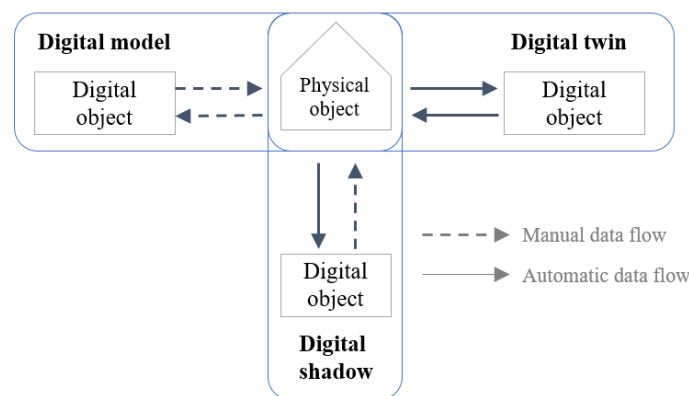 Digital model
Digital
object
Physical
object
Digital twin
Digital
object
Digital
object
Digital
shadow
Manual data flow
Automatic data flow